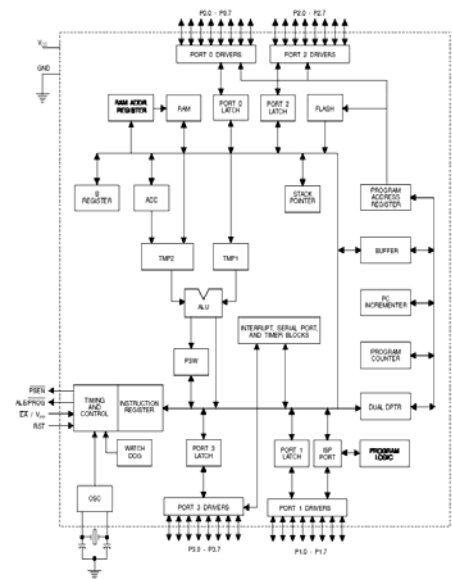 P0.0 - P0.7
P2.0 - P2.7
VCC
GND
PORT 0 DRIVERS
PORT 2 DRIVERS
RAM ADDR.
REGISTER
RAM
PORT 0
LATCH
PORT 2
LATCH
FLASH
B
REGISTER
ACC
STACK
POINTER
PROGRAM
ADDRESS
REGISTER
TMP2
TMP1
BUFFER
ALU
PC
INCREMENTER
INTERRUPT, SERIAL PORT,
AND TIMER BLOCKS
PSW
PROGRAM
COUNTER
PSEN
ALE/PROG
EA / VPP
RST
TIMING
AND
CONTROL
INSTRUCTION
REGISTER
DUAL DPTR
WATCH
DOG
PORT 3
LATCH
PORT 1
LATCH
ISP
PORT
PROGRAM
LOGIC
OSC
PORT 3 DRIVERS
PORT 1 DRIVERS
P3.0 - P3.7
P1.0 - P1.7